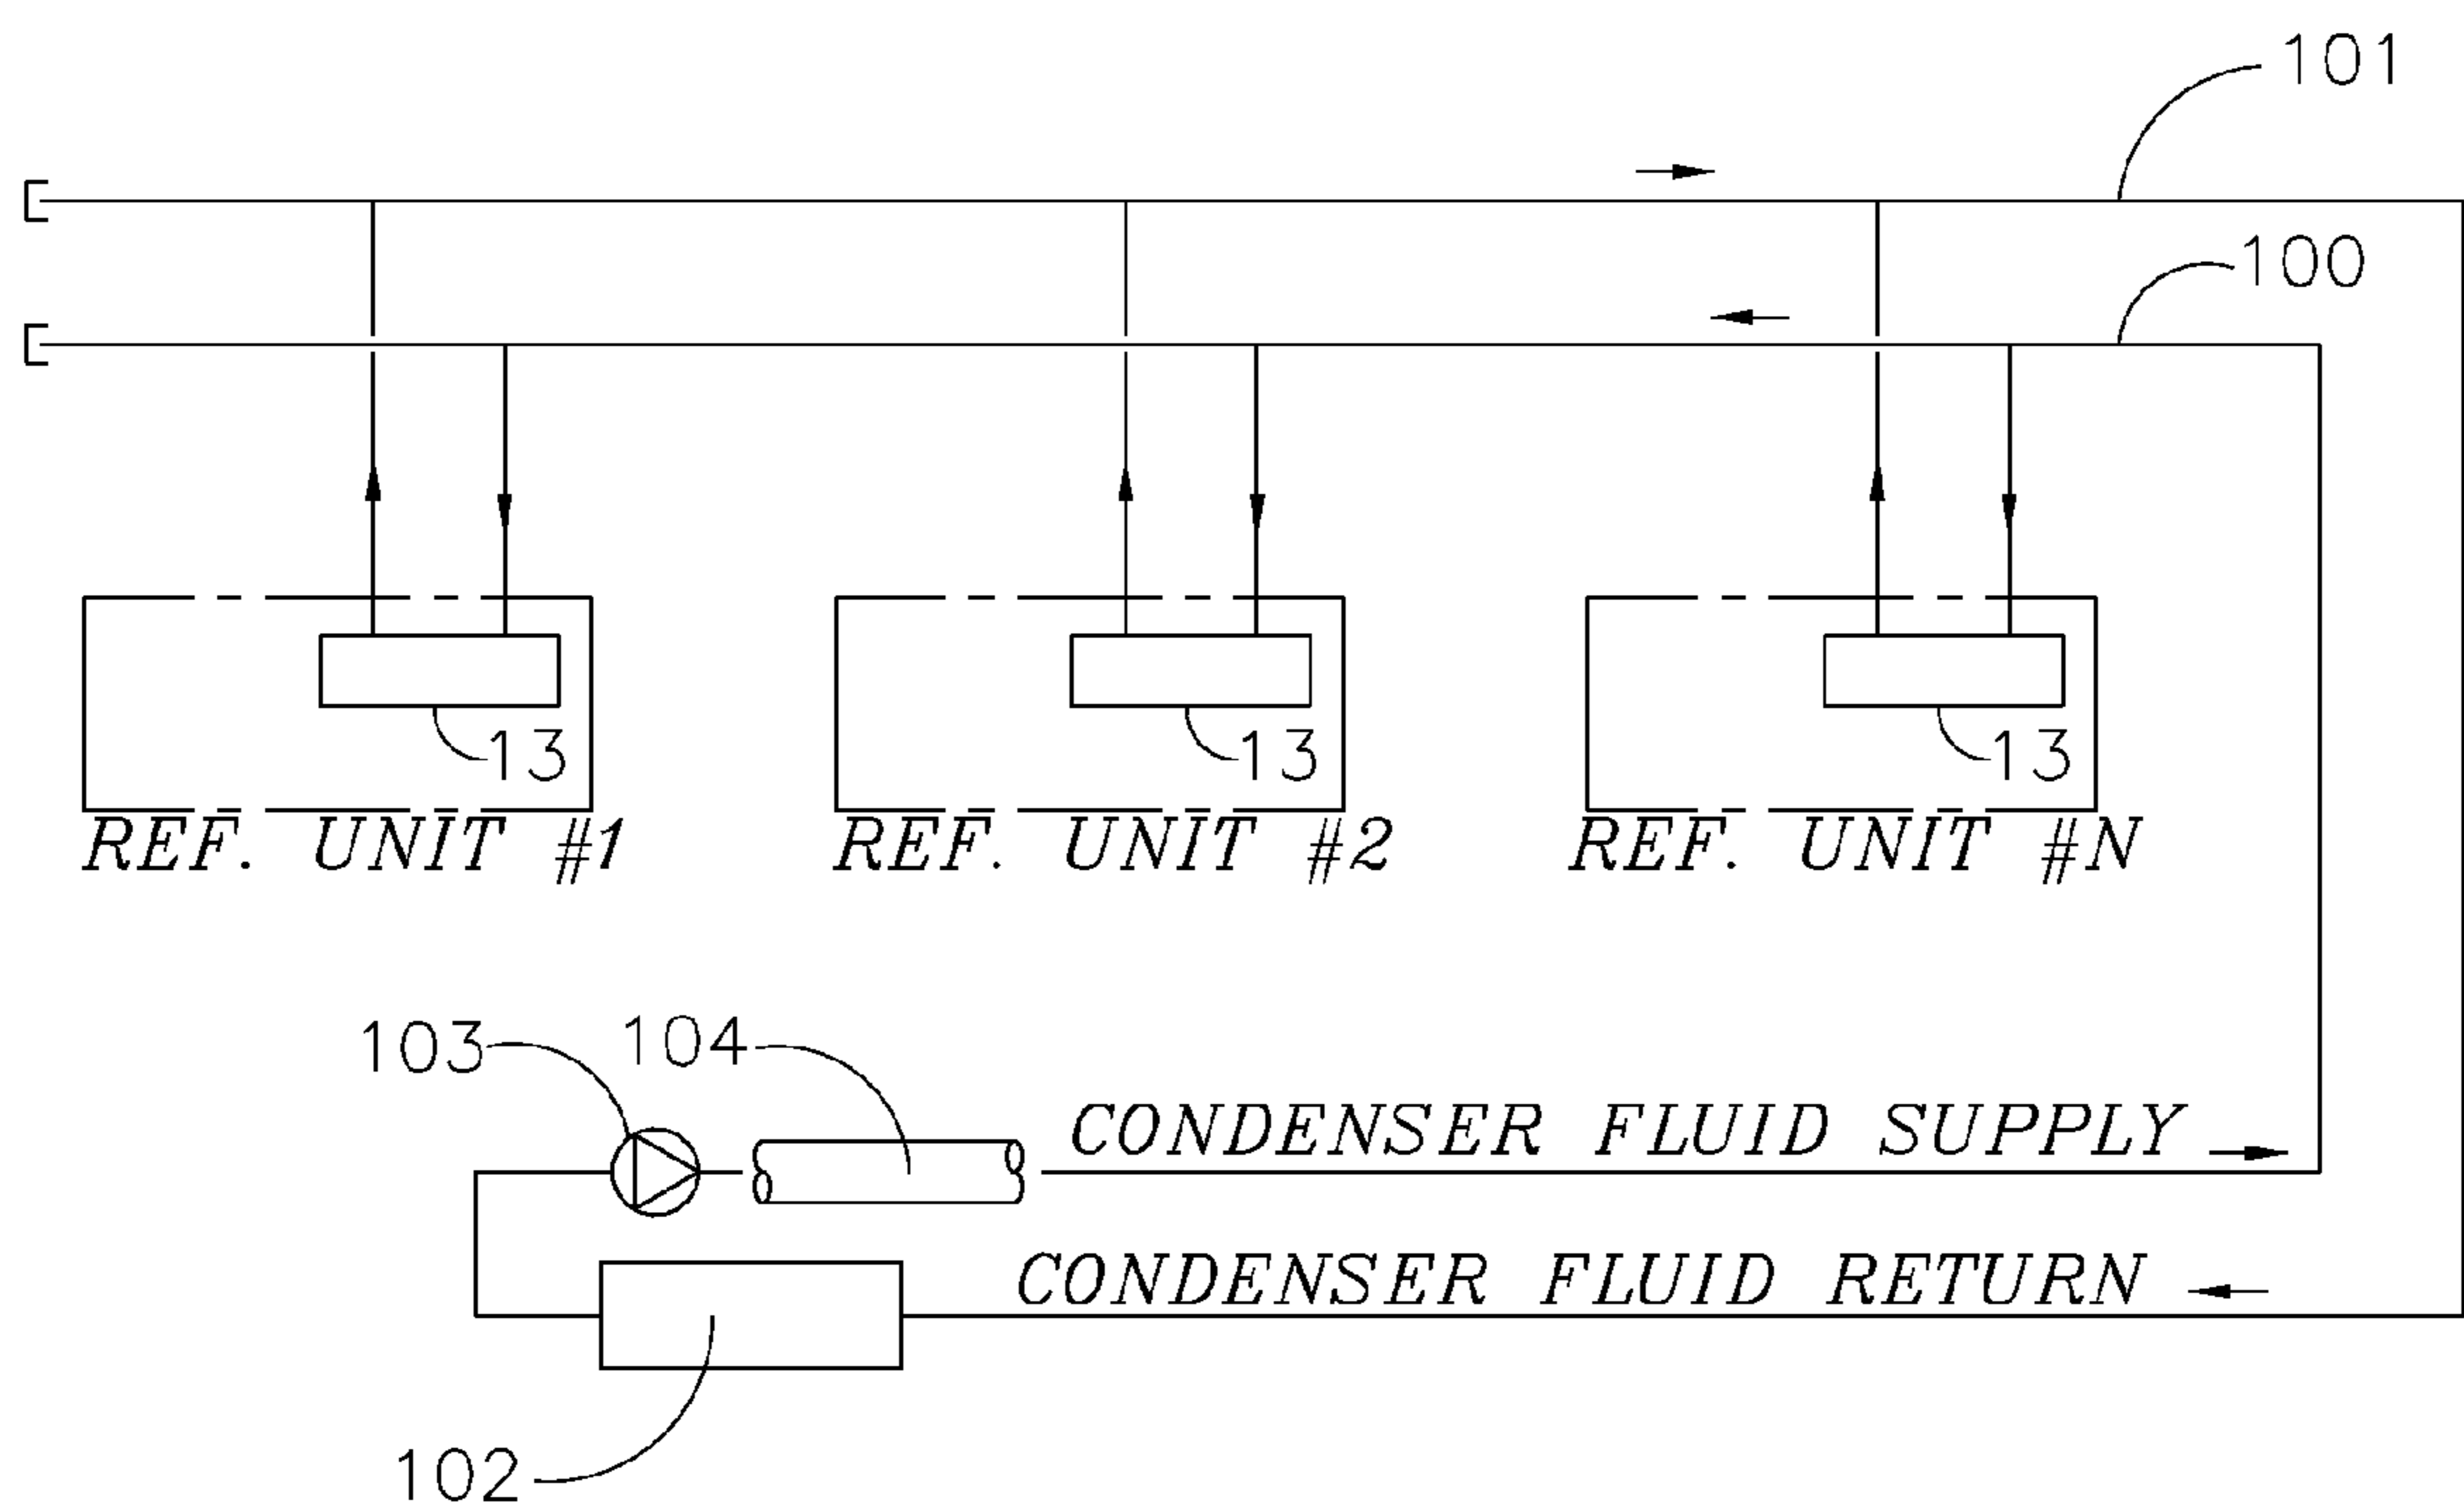 101
100
13 13 13
REF. UNIT #1 REF. UNIT #2 REF. UNIT #N
103 104
CONDENSER FLUID SUPPLY
CONDENSER FLUID RETURN
102